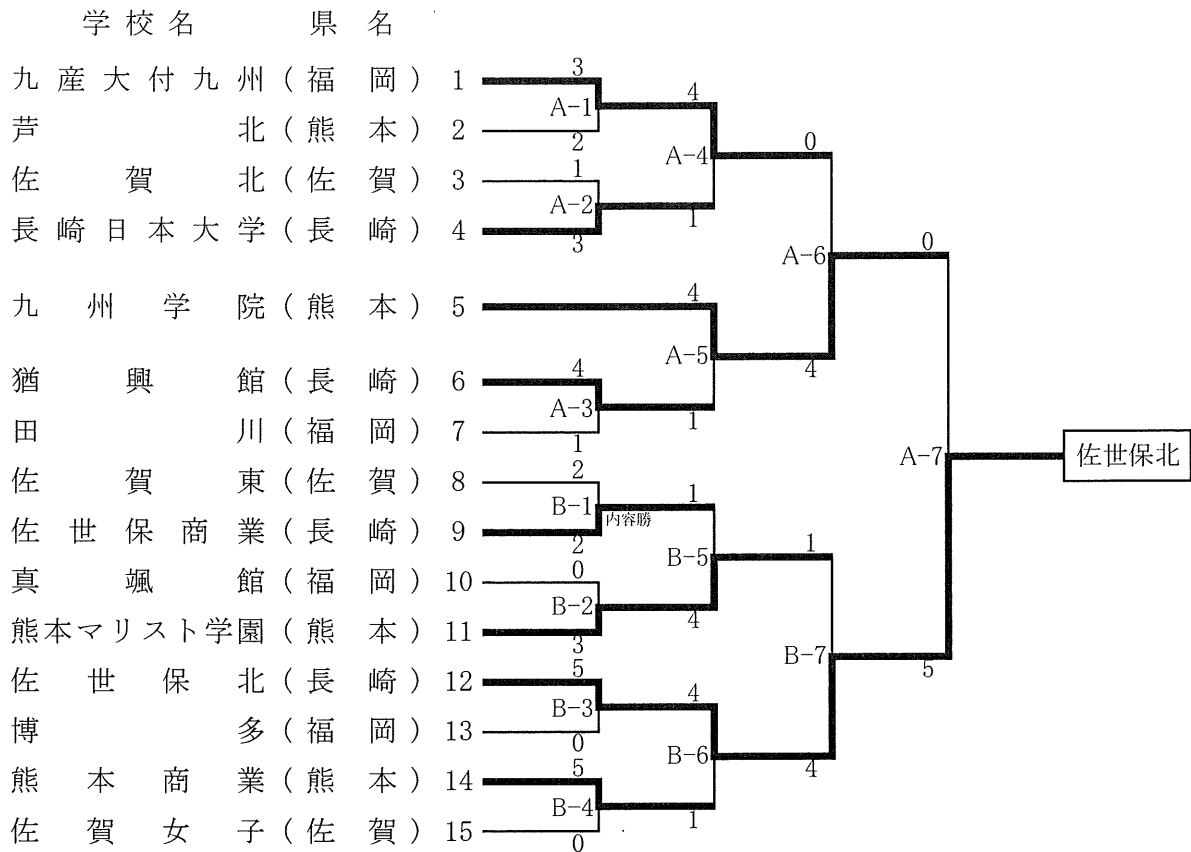 学校名 県名
九産大付九州(福岡) 1
芦北(熊本) 2
佐賀北(佐賀) 3
長崎日本大学(長崎) 4
九州学院(熊本) 5
猶興館(長崎) 6
田川(福岡) 7
佐賀東(佐賀) 8
佐世保商業(長崎) 9
真颯館(福岡) 10
熊本マリスト学園(熊本) 11
佐世保北(長崎) 12
博多(福岡) 13
熊本商業(熊本) 14
佐賀女子(佐賀) 15
3
A-1
2
1
A-2
3
4
A-3
1
2
B-1
内容勝
2
0
B-2
3
5
B-3
0
5
B-4
0
4
A-4
1
4
A-5
1
1
B-5
4
4
B-6
1
0
A-6
4
1
B-7
4
0
A-7
5
佐世保北